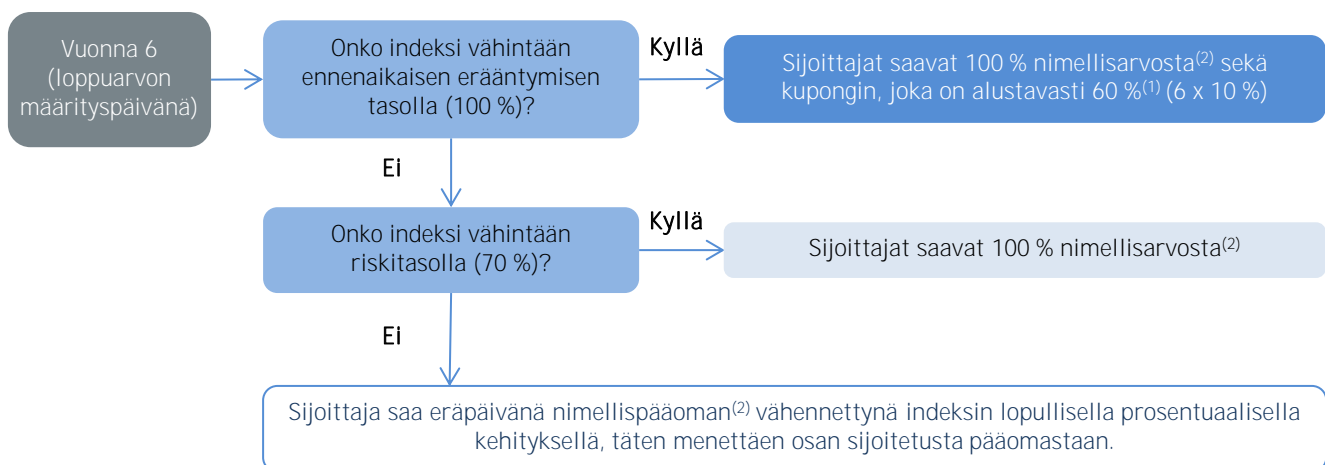 Vuonna 6
(loppuarvon
määrityspäivänä)
Onko indeksi vähintään
ennenaikaisen erääntymisen
tasolla (100 %)?
Kyllä
Sijoittajat saavat 100 % nimellisarvosta(2) sekä
kupongin, joka on alustavasti 60 %(1) (6 x 10 %)
Ei
Onko indeksi vähintään
riskitasolla (70 %)?
Kyllä
Sijoittajat saavat 100 % nimellisarvosta(2)
Ei
Sijoittaja saa eräpäivänä nimellispääoman(2) vähennettynä indeksin lopullisella prosentuaalisella
kehityksellä, täten menettäen osan sijoitetusta pääomastaan.